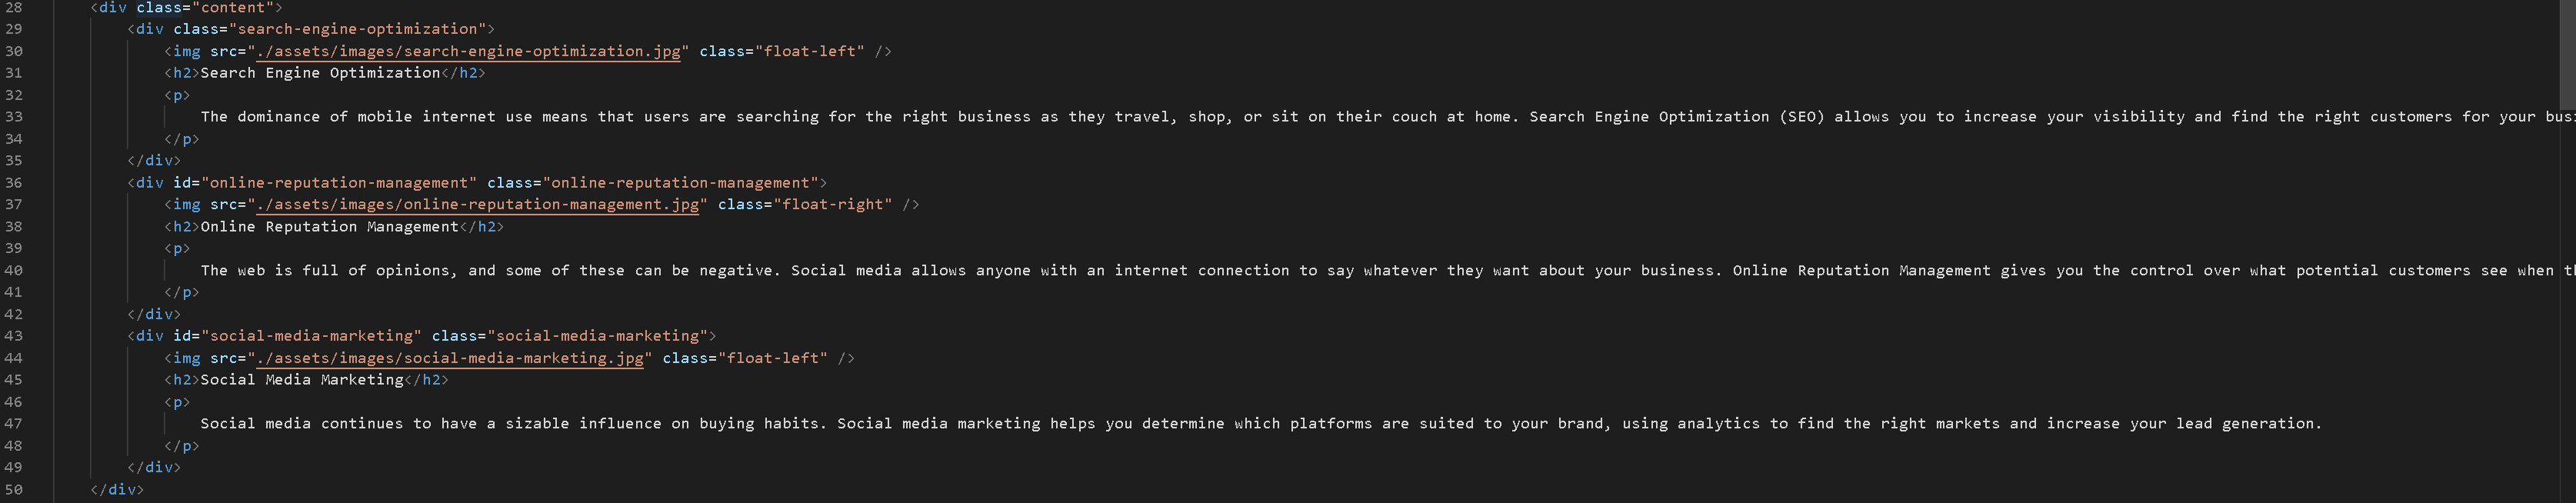 28 <div class="content">
29 <div class="search-engine-optimization">
30 <img src="./assets/images/search-engine-optimization.jpg" class="float-left" />
31 <h2>Search Engine Optimization</h2>
32 <p>
33 The dominance of mobile internet use means that users are searching for the right business as they travel, shop, or sit on their couch at home. Search Engine Optimization (SEO) allows you to increase your visibility and find the right customers for your
34 </p>
35 </div>
36 <div id="online-reputation-management" class="online-reputation-management">
37 <img src="./assets/images/online-reputation-management.jpg" class="float-right" />
38 <h2>Online Reputation Management</h2>
39 <p>
40 The web is full of opinions, and some of these can be negative. Social media allows anyone with an internet connection to say whatever they want about your business. Online Reputation Management gives you the control over what potential customers see when
41 </p>
42 </div>
43 <div id="social-media-marketing" class="social-media-marketing">
44 <img src="./assets/images/social-media-marketing.jpg" class="float-left" />
45 <h2>Social Media Marketing</h2>
46 <p>
47 Social media continues to have a sizable influence on buying habits. Social media marketing helps you determine which platforms are suited to your brand, using analytics to find the right markets and increase your lead generation.
48 </p>
49 </div>
50 </div>